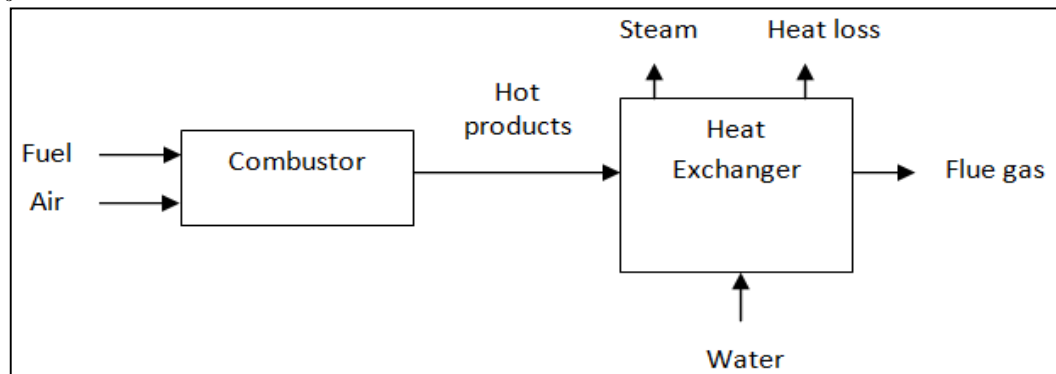 Steam
Heat loss
Hot
products
Heat
Exchanger
Fuel
Combustor
Air
Flue gas
Water